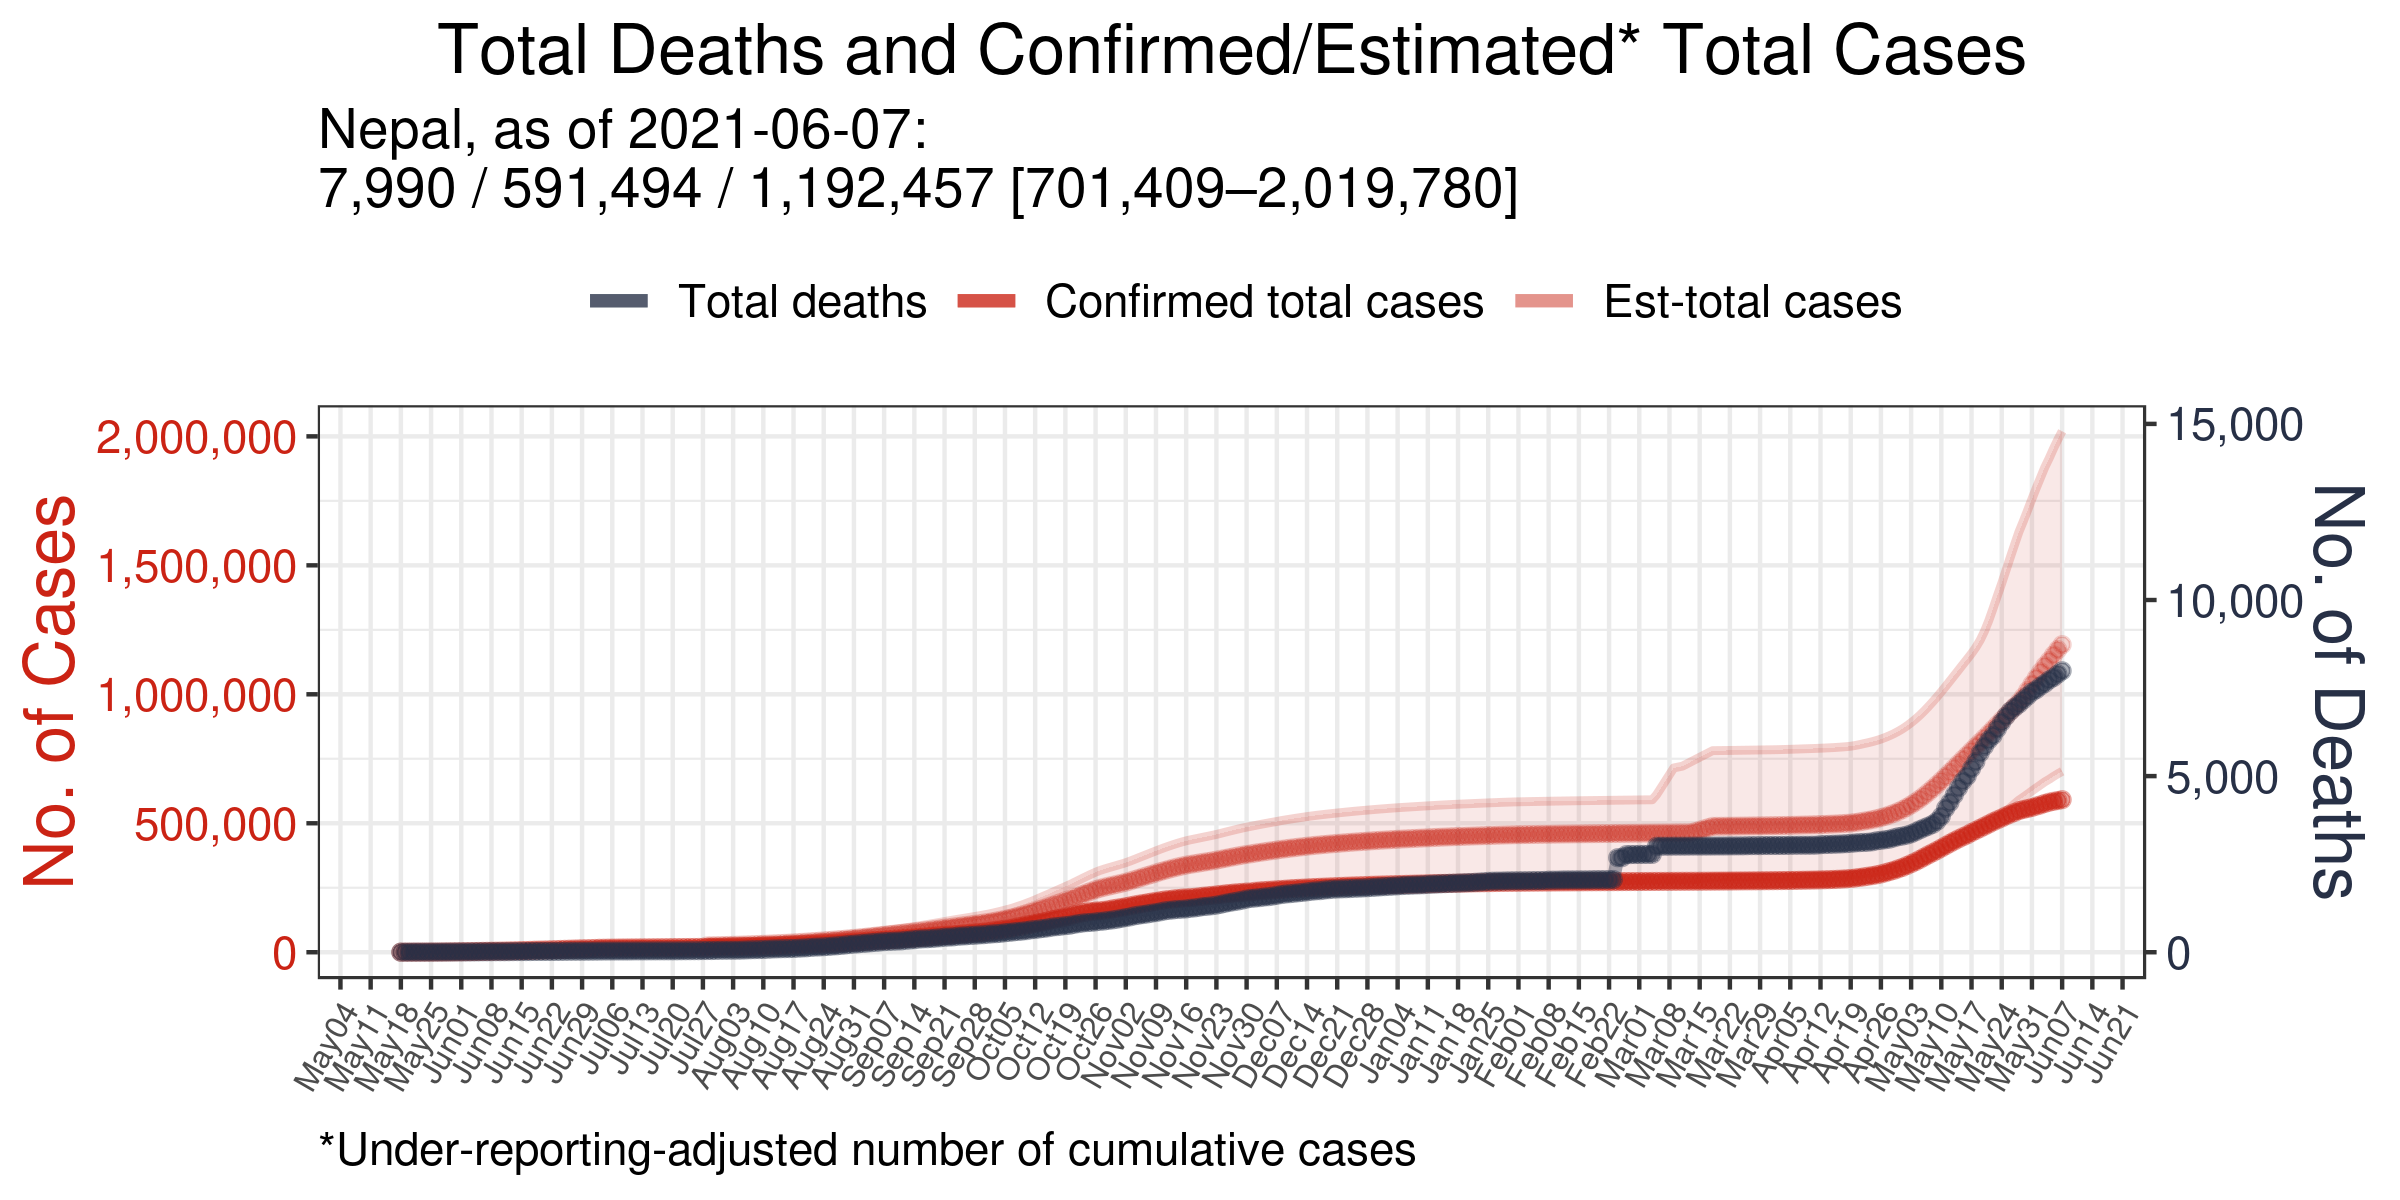 Total Deaths and Confirmed/Estimated* Total Cases
Nepal, as of 2021-06-07:
7,990 / 591,494 / 1,192,457 [701,409–2,019,780]
Total deaths Confirmed total cases Est-total cases
No. of Cases
2,000,000
1,500,000
1,000,000
500,000
0
15,000
10,000
5,000
0
No. of Deaths
May04 May11 May18 May25 Jun01 Jun08 Jun15 Jun22 Jun29 Jul06 Jul13 Jul20 Jul27 Aug03 Aug10 Aug17 Aug24 Aug31 Sep07 Sep14 Sep21 Sep28 Oct05 Oct12 Oct19 Oct26 Nov02 Nov09 Nov16 Nov23 Nov30 Dec07 Dec14 Dec21 Dec28 Jan04 Jan11 Jan18 Jan25 Feb01 Feb08 Feb15 Feb22 Mar01 Mar08 Mar15 Mar22 Mar29 Apr05 Apr12 Apr19 Apr26 May03 May10 May17 May24 May31 Jun07 Jun14 Jun21
*Under-reporting-adjusted number of cumulative cases